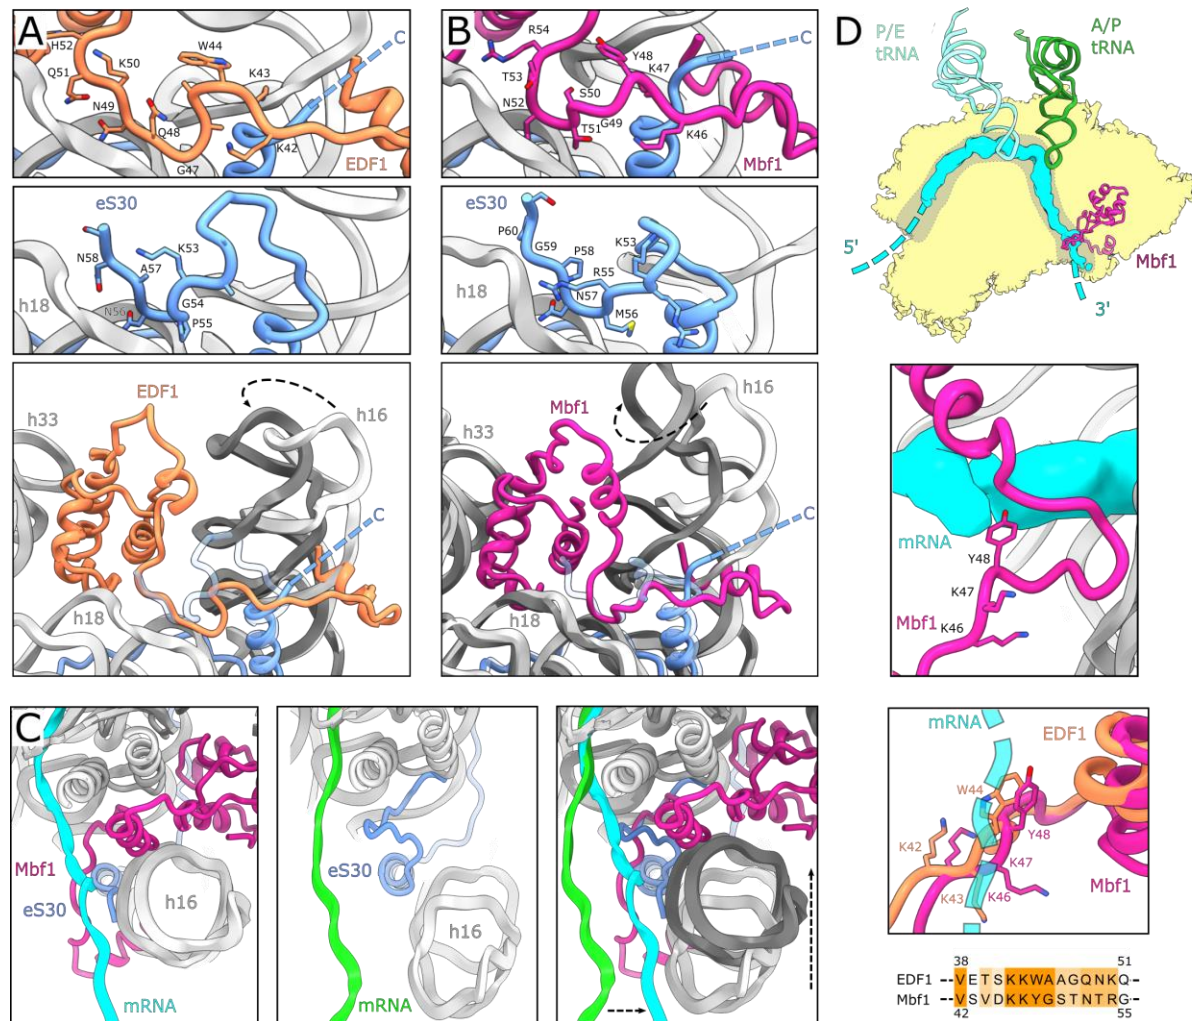 A
H52
K50
W44
Q51
K43
N49
Q48
G47
K42
C
EDF1
eS30
N58
K53
A57
G54
N56
P55
h18
EDF1
h33
h16
C
h18
B
R54
Y48
K47
T53
S50
N52
G49
T51
K46
C
Mbf1
eS30
P60
G59
K53
P58
R55
N57
M56
h18
Mbf1
h33
h16
C
h18
C
Mbf1
eS30
h16
mRNA
eS30
h16
mRNA
D
P/E
tRNA
A/P
tRNA
5'
Mbf1
3'
mRNA
Y48
K47
Mbf1
K46
mRNA
EDF1
W44
K42
Y48
K47
K43
K46
Mbf1
38 51
EDF1 --VETSKKWAAGQNKQ-
Mbf1 --VSVDKKYGSTNTRG-
42 55